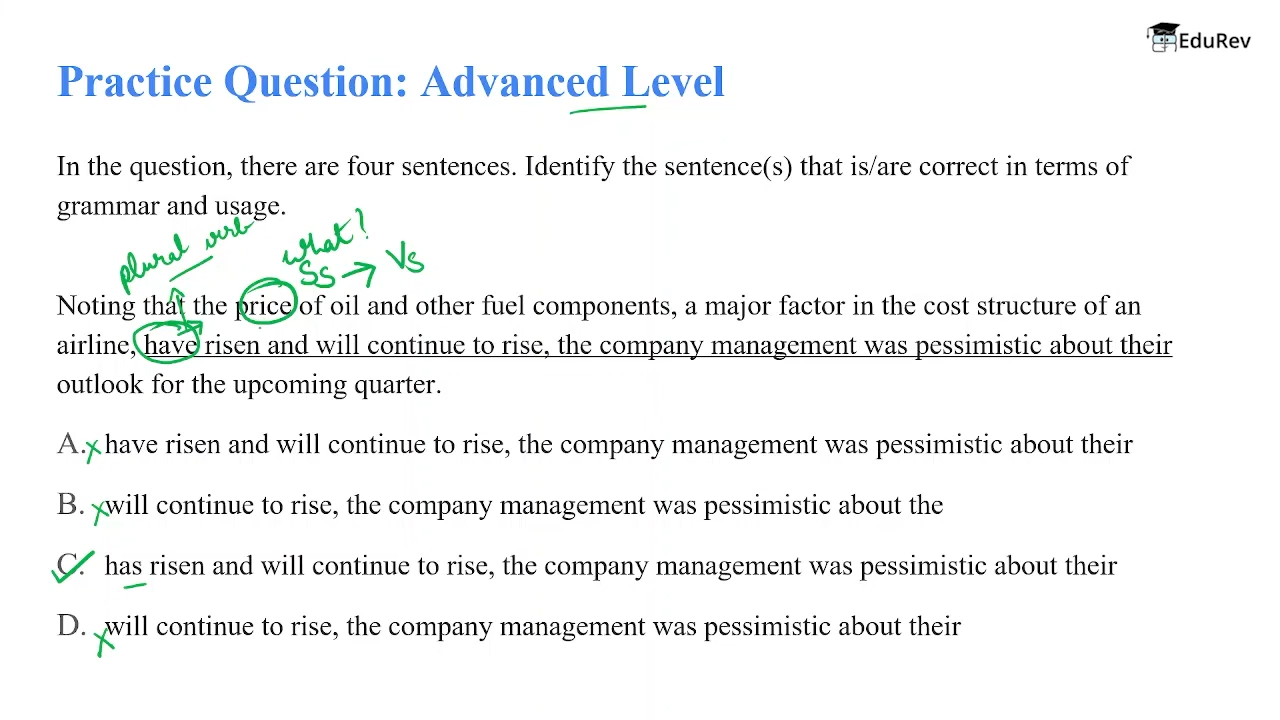 EduRev
Practice Question: Advanced Level
In the question, there are four sentences. Identify the sentence(s) that is/are correct in terms of
grammar and usage.
plural verb
what?
SS → VS
Noting that the price of oil and other fuel components, a major factor in the cost structure of an
airline, have risen and will continue to rise, the company management was pessimistic about their
outlook for the upcoming quarter.
A. have risen and will continue to rise, the company management was pessimistic about their
B. will continue to rise, the company management was pessimistic about the
C. has risen and will continue to rise, the company management was pessimistic about their
D. will continue to rise, the company management was pessimistic about their